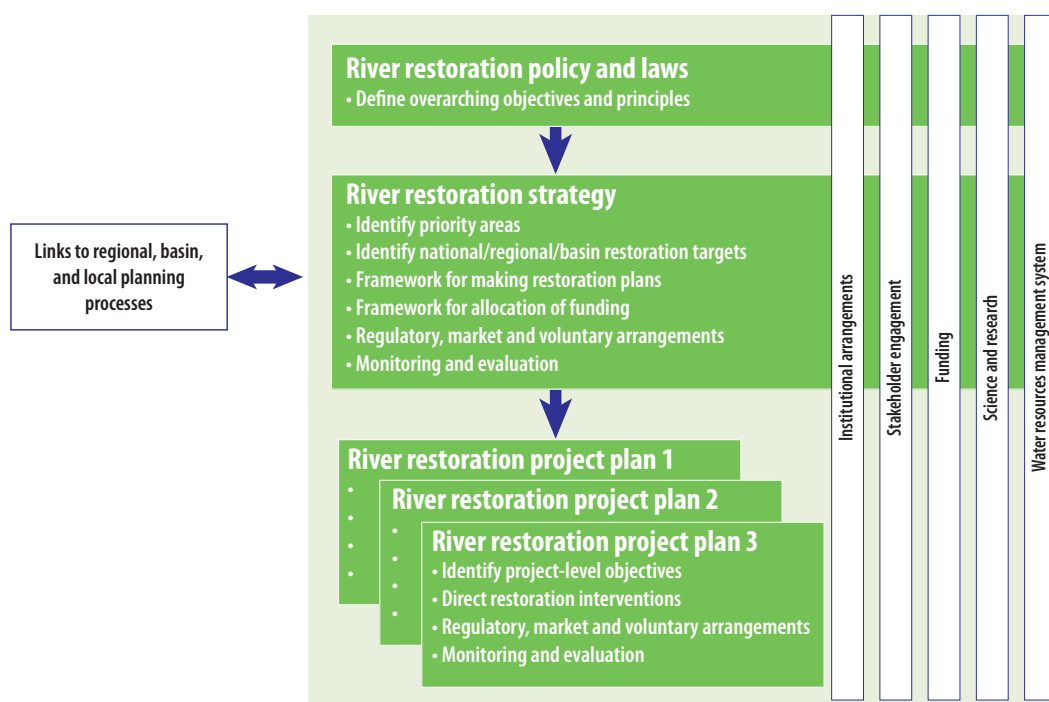 River restoration policy and laws
• Define overarching objectives and principles
River restoration strategy
• Identify priority areas
• Identify national/regional/basin restoration targets
• Framework for making restoration plans
• Framework for allocation of funding
• Regulatory, market and voluntary arrangements
• Monitoring and evaluation
Links to regional, basin,
and local planning
processes
River restoration project plan 1
•
•
•
•
River restoration project plan 2
•
•
•
•
River restoration project plan 3
• Identify project-level objectives
• Direct restoration interventions
• Regulatory, market and voluntary arrangements
• Monitoring and evaluation
Institutional arrangements
Stakeholder engagement
Funding
Science and research
Water resources management system